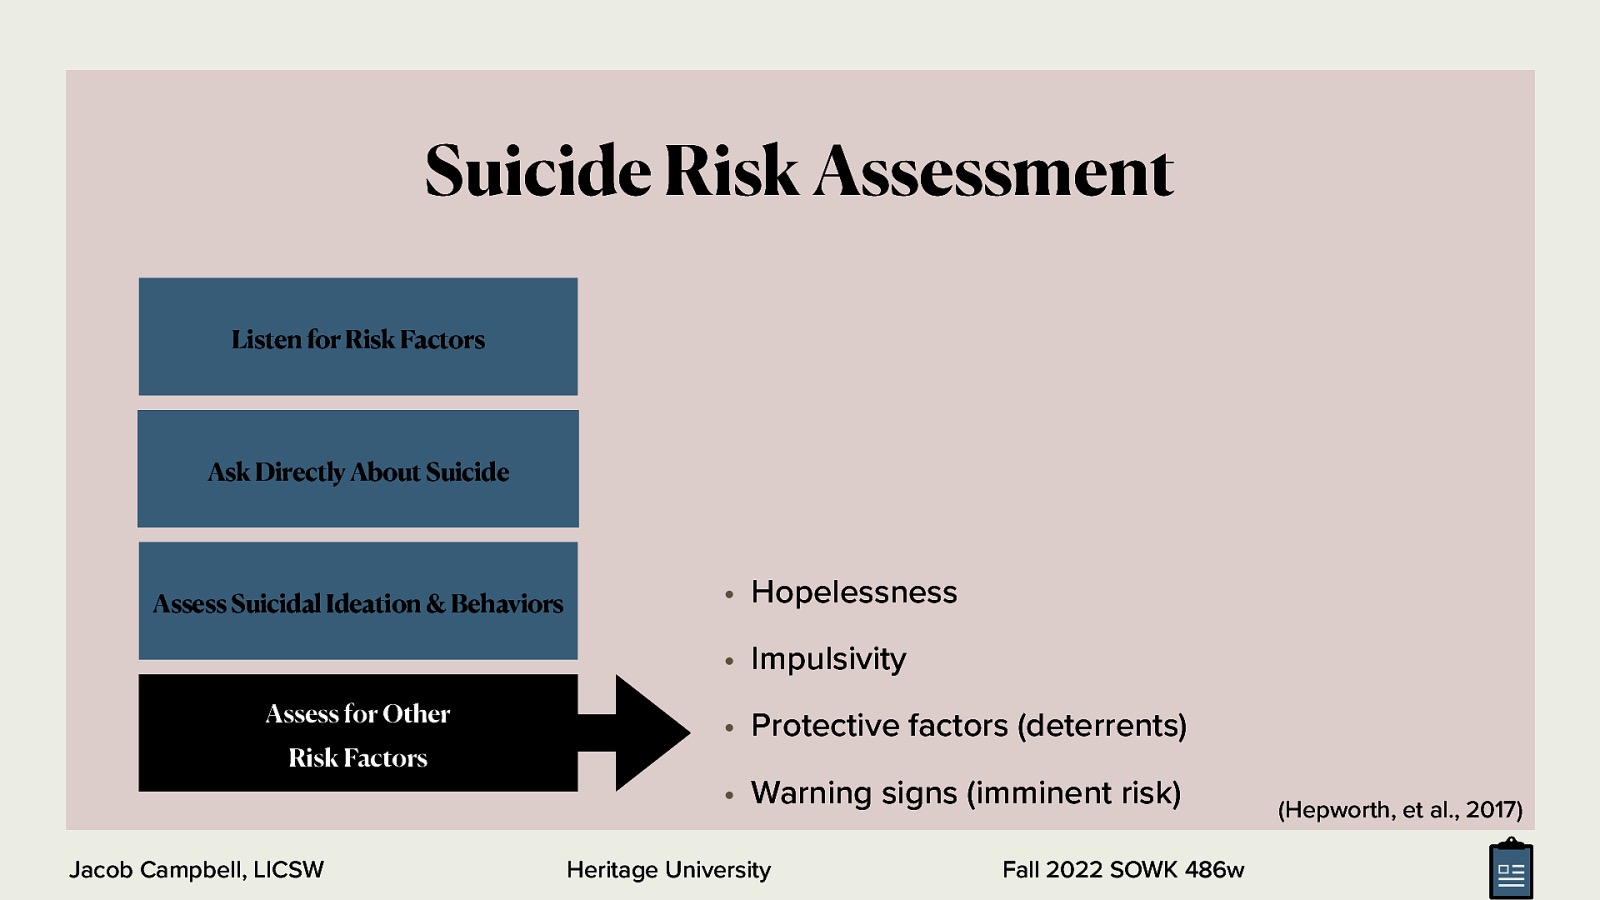 Suicide Risk Assessment
Listen for Risk Factors
Ask Directly About Suicide
Assess Suicidal Ideation & Behaviors
Assess for Other
Risk Factors
• Hopelessness
• Impulsivity
• Protective factors (deterrents)
• Warning signs (imminent risk)
(Hepworth, et al., 2017)
Jacob Campbell, LICSW
Heritage University
Fall 2022 SOWK 486w